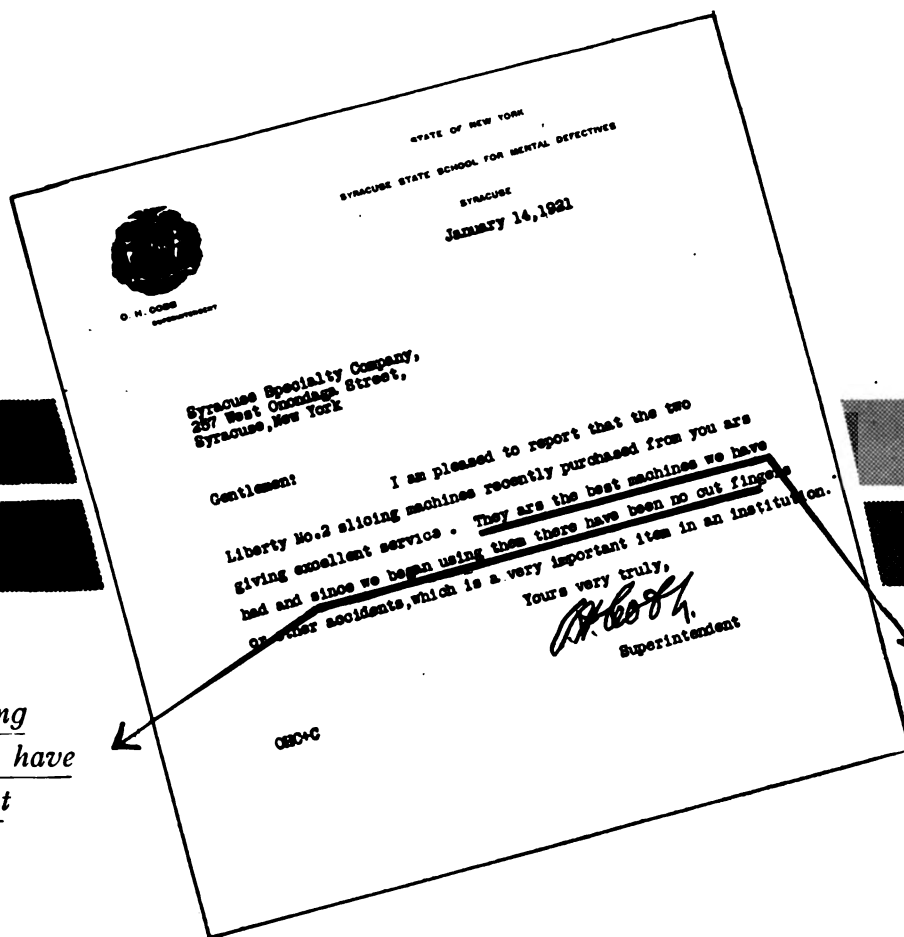 STATE OF NEW YORK
SYRACUSE STATE SCHOOL FOR MENTAL DEFECTIVES
SYRACUSE
January 14,1921
O. H. COBB
SUPERINTENDENT
Syracuse Specialty Company,
257 West Onondaga Street,
Syracuse,New York
Gentlemen:
I am pleased to report that the two
Liberty No.2 slicing machines recently purchased from you are
giving excellent service . They are the best machines we have
had and since we began using them there have been no cut fingers
or other accidents,which is a very important item in an institution.
Yours very truly,
Superintendent
OHC+C
ng
have
t